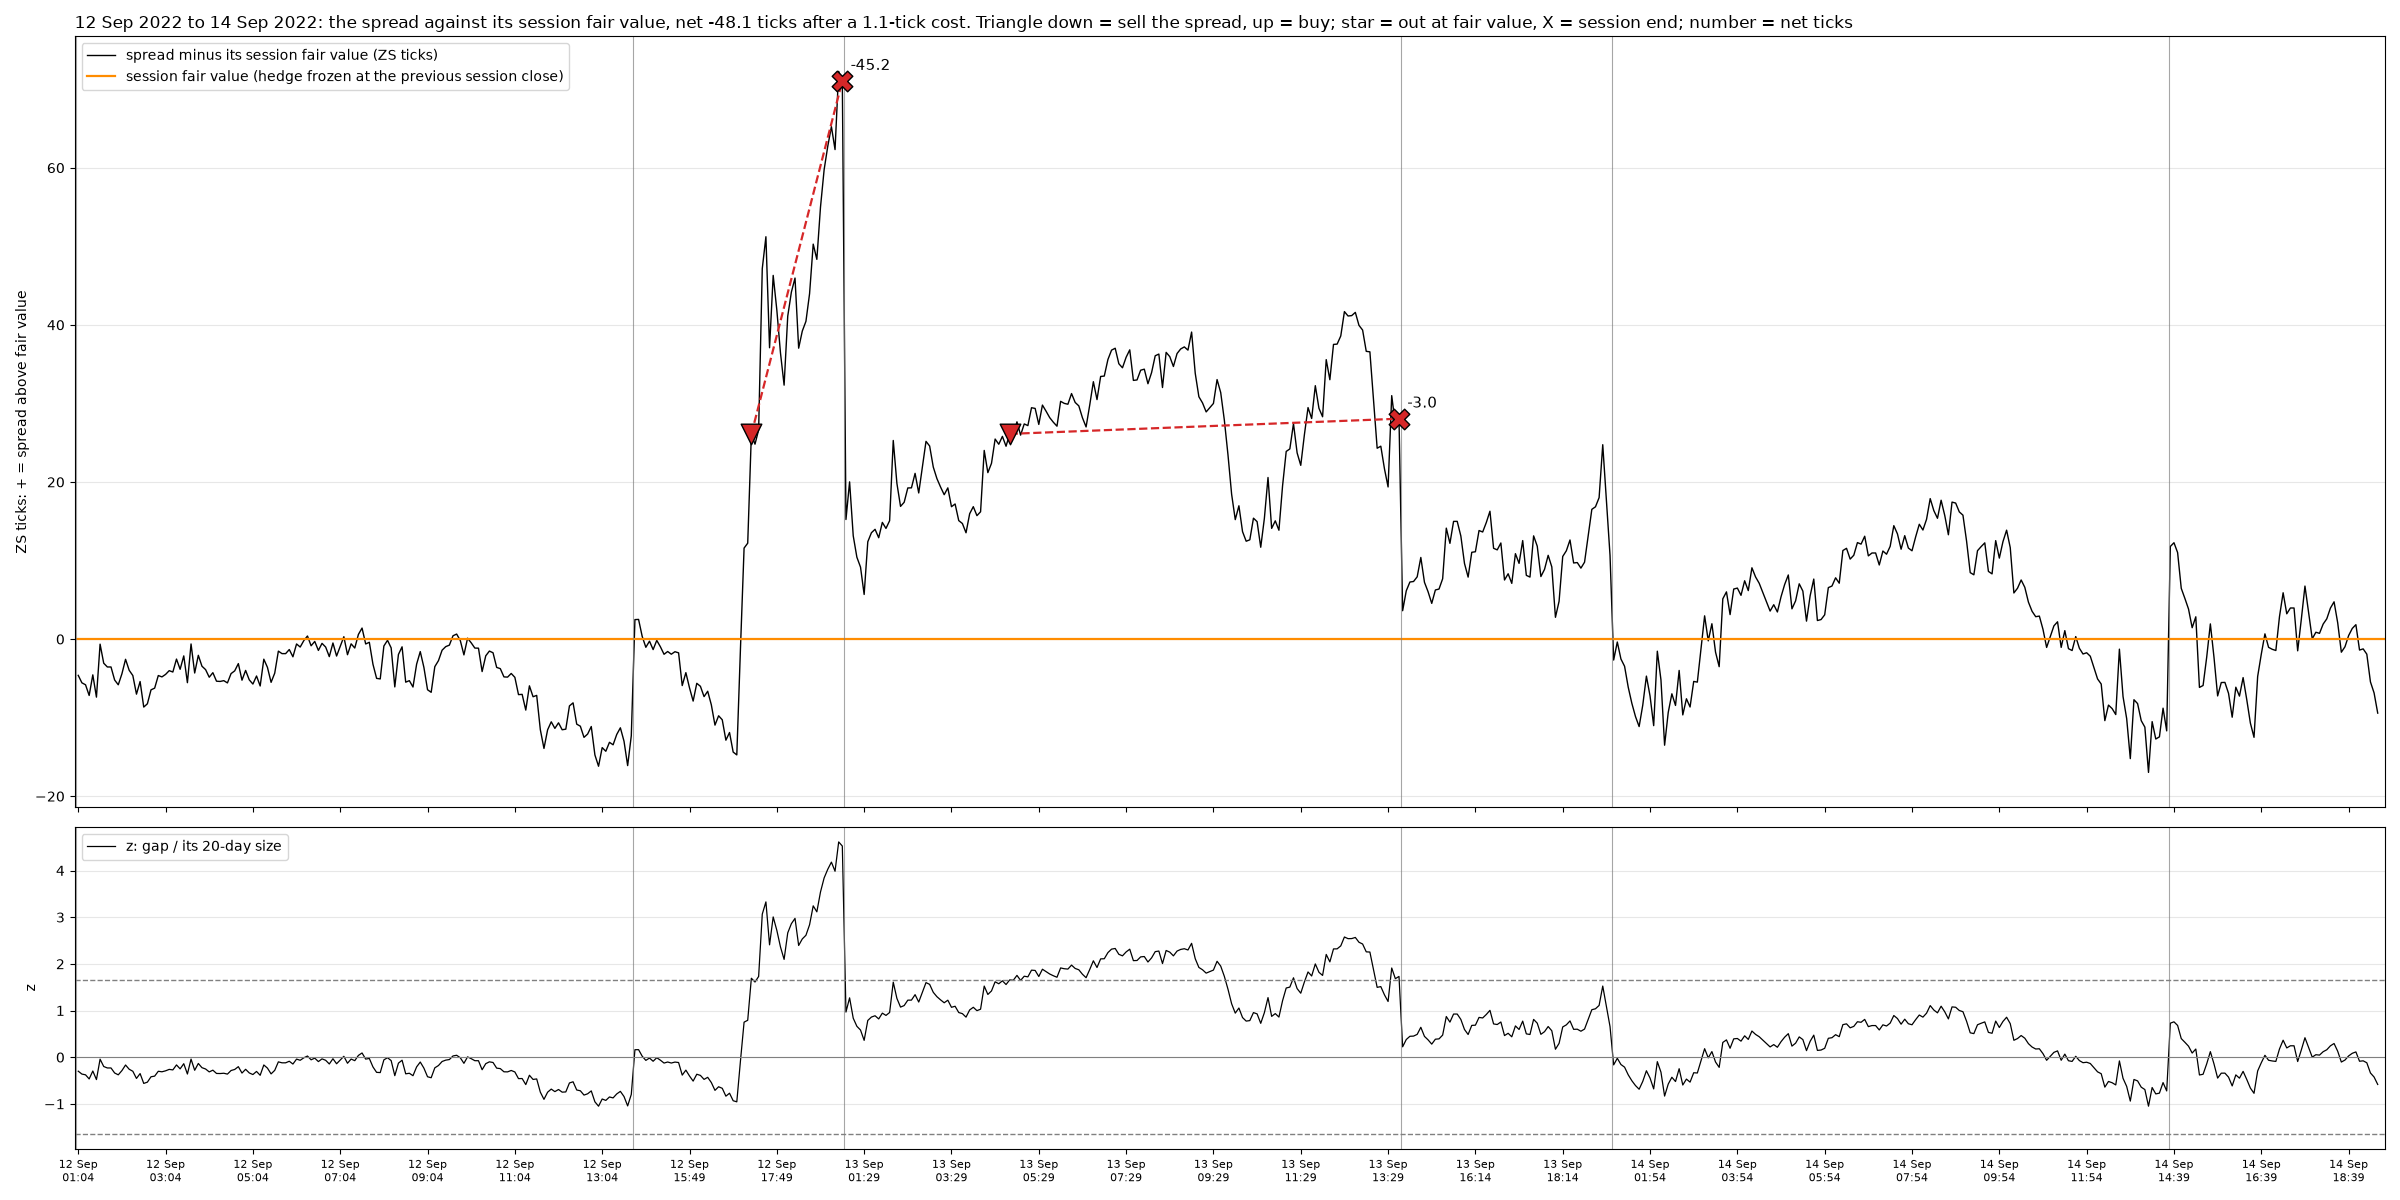 12 Sep 2022 to 14 Sep 2022: the spread against its session fair value, net -48.1 ticks after a 1.1-tick cost. Triangle down = sell the spread, up = buy; star = out at fair value, X = session end; number = net ticks
spread minus its session fair value (ZS ticks)
session fair value (hedge frozen at the previous session close)
-45.2
-3.0
ZS ticks: + = spread above fair value
60
40
20
0
−20
z: gap / its 20-day size
z
4
3
2
1
0
−1
12 Sep 12 Sep 12 Sep 12 Sep 12 Sep 12 Sep 12 Sep 12 Sep 12 Sep 13 Sep 13 Sep 13 Sep 13 Sep 13 Sep 13 Sep 13 Sep 13 Sep 13 Sep 14 Sep 14 Sep 14 Sep 14 Sep 14 Sep 14 Sep 14 Sep 14 Sep 14 Sep
01:04 03:04 05:04 07:04 09:04 11:04 13:04 15:49 17:49 01:29 03:29 05:29 07:29 09:29 11:29 13:29 16:14 18:14 01:54 03:54 05:54 07:54 09:54 11:54 14:39 16:39 18:39